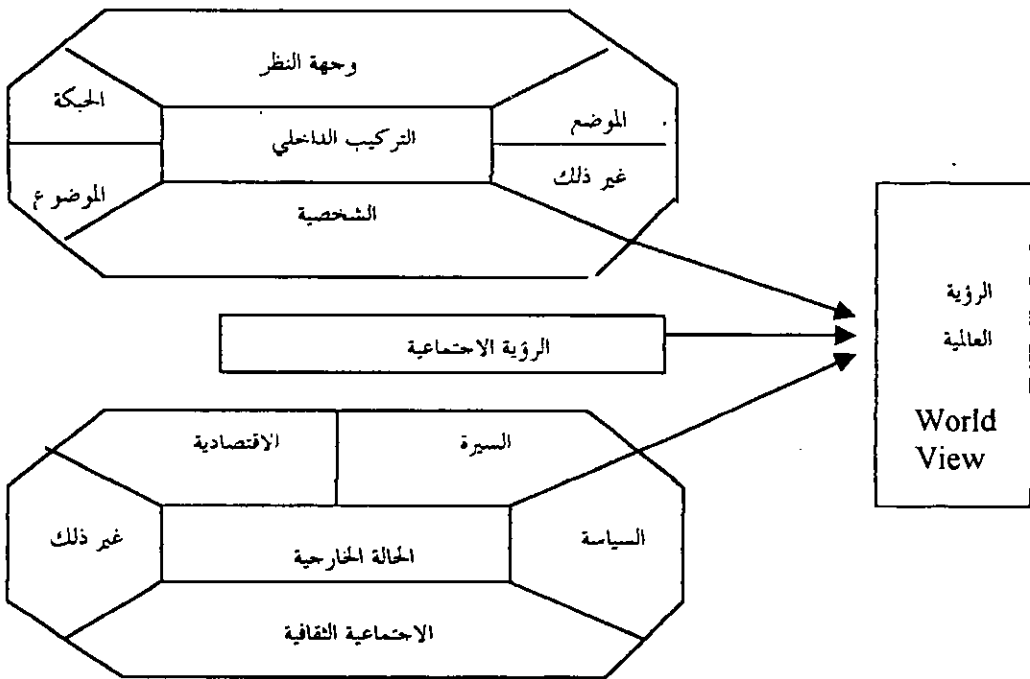 وجهة النظر
الموضع
الحبكة
التركيب الداخلي
غير ذلك
الموضوع
الشخصية
الرؤية
العالمية
World
View
الرؤية الاجتماعية
السيرة
الاقتصادية
السياسة
الحالة الخارجية
غير ذلك
الاجتماعية الثقافية